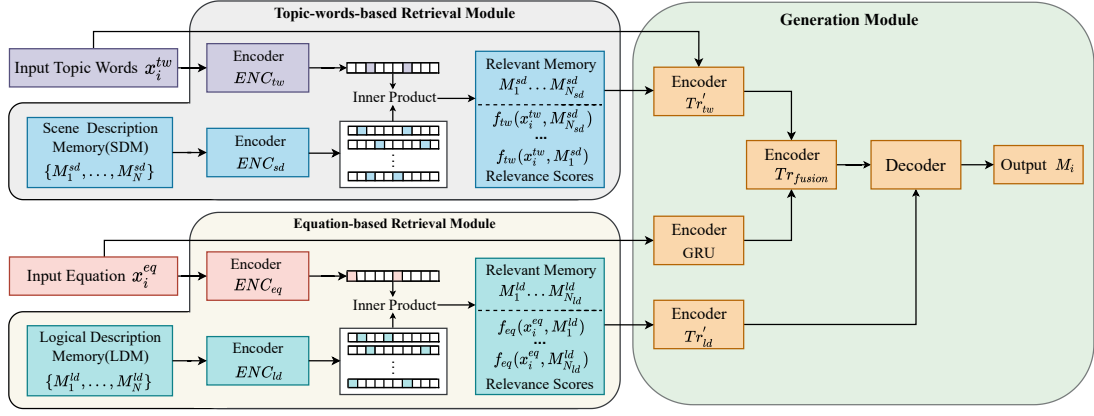 Topic-words-based Retrieval Module
Input Topic Words $x_i^{tw}$
Encoder
$ENC_{tw}$
Inner Product
Scene Description
Memory(SDM)
$\{M_1^{sd}, \ldots, M_N^{sd}\}$
Encoder
$ENC_{sd}$
⋮
Relevant Memory
$M_1^{sd} \ldots M_{N_{sd}}^{sd}$
$f_{tw}(x_i^{tw}, M_{N_{sd}}^{sd})$
...
$f_{tw}(x_i^{tw}, M_1^{sd})$
Relevance Scores
Equation-based Retrieval Module
Input Equation $x_i^{eq}$
Encoder
$ENC_{eq}$
Inner Product
Logical Description
Memory(LDM)
$\{M_1^{ld}, \ldots, M_N^{ld}\}$
Encoder
$ENC_{ld}$
⋮
Relevant Memory
$M_1^{ld} \ldots M_{N_{ld}}^{ld}$
$f_{eq}(x_i^{eq}, M_1^{ld})$
...
$f_{eq}(x_i^{eq}, M_{N_{ld}}^{ld})$
Relevance Scores
Generation Module
Encoder
$Tr_{tw}^{'}$
Encoder
$Tr_{fusion}$
Decoder
Output $M_i$
Encoder
GRU
Encoder
$Tr_{ld}^{'}$